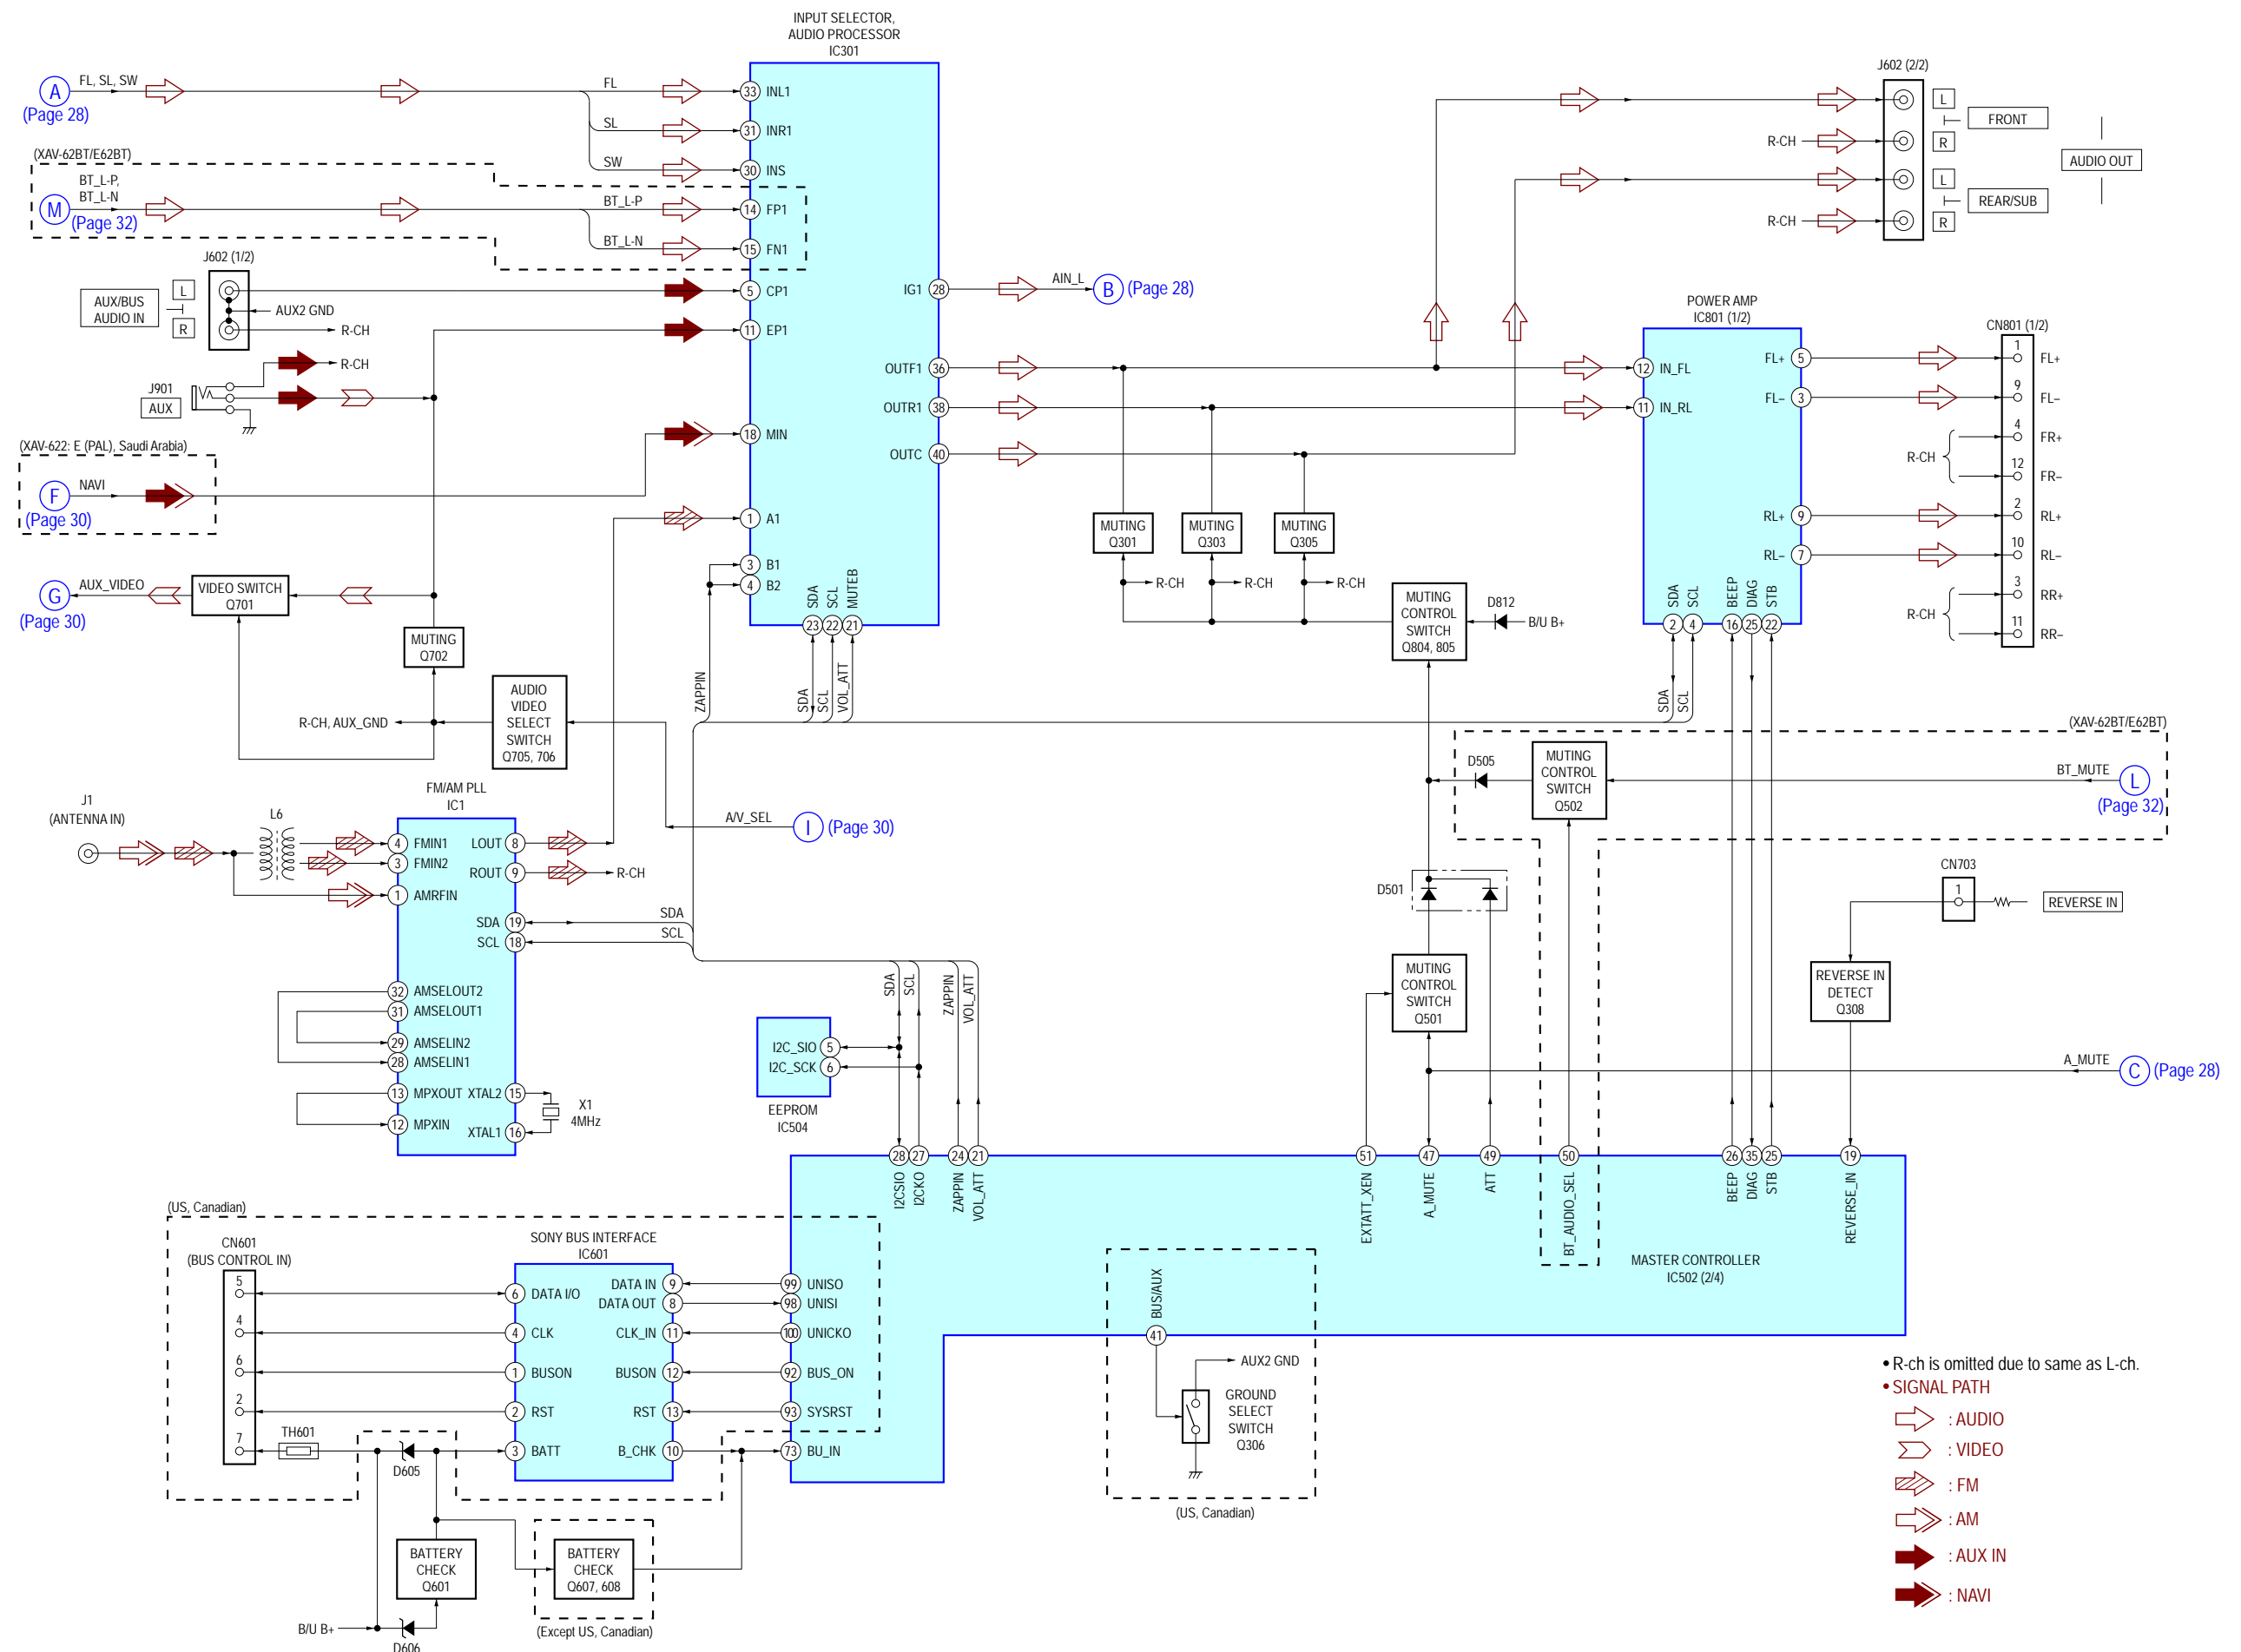 INPUT SELECTOR,
AUDIO PROCESSOR
IC301
A
(Page 28)
FL, SL, SW
FL
SL
SW
33 INL1
31 INR1
30 INS
(XAV-62BT/E62BT)
BT_L-P,
BT_L-N
M
(Page 32)
BT_L-P
BT_L-N
14 FP1
15 FN1
J602 (1/2)
AUX/BUS
AUDIO IN
L
R
AUX2 GND
R-CH
5 CP1
11 EP1
R-CH
J901
AUX
18 MIN
(XAV-622: E (PAL), Saudi Arabia)
F
NAVI
(Page 30)
1 A1
3 B1
4 B2
G
AUX_VIDEO
(Page 30)
VIDEO SWITCH
Q701
MUTING
Q702
R-CH, AUX_GND
AUDIO
VIDEO
SELECT
SWITCH
Q705, 706
SDA
SCL
MUTEB
23
22
21
ZAPPIN
SDA
SCL
VOL_ATT
IG1 28
AIN_L
B (Page 28)
OUTF1 36
OUTR1 38
OUTC 40
MUTING
Q301
MUTING
Q303
MUTING
Q305
R-CH
R-CH
R-CH
MUTING
CONTROL
SWITCH
Q804, 805
D812
B/U B+
J602 (2/2)
L
FRONT
R-CH
R
AUDIO OUT
L
REAR/SUB
R-CH
R
POWER AMP
IC801 (1/2)
12 IN_FL
11 IN_RL
FL+ 5
FL– 3
RL+ 9
RL– 7
SDA
SCL
BEEP
DIAG
STB
2
4
16
25
22
SDA
SCL
CN801 (1/2)
1 FL+
9 FL–
4 FR+
R-CH
12 FR–
2 RL+
10 RL–
3 RR+
R-CH
11 RR–
(XAV-62BT/E62BT)
D505
MUTING
CONTROL
SWITCH
Q502
BT_MUTE
L
(Page 32)
J1
(ANTENNA IN)
L6
FM/AM PLL
IC1
4 FMIN1
3 FMIN2
1 AMRFIN
LOUT 8
ROUT 9
R-CH
SDA 19
SCL 18
SDA
SCL
32 AMSELOUT2
31 AMSELOUT1
29 AMSELIN2
28 AMSELIN1
13 MPXOUT
12 MPXIN
XTAL2 15
XTAL1 16
X1
4MHz
A/V_SEL
I (Page 30)
D501
MUTING
CONTROL
SWITCH
Q501
CN703
1
REVERSE IN
REVERSE IN
DETECT
Q308
A_MUTE
C (Page 28)
SDA
SCL
ZAPPIN
VOL_ATT
I2C_SIO 5
I2C_SCK 6
EEPROM
IC504
28
27
24
21
51
47
49
50
26
35
25
19
I2CSIO
I2CKO
ZAPPIN
VOL_ATT
EXTATT_XEN
A_MUTE
ATT
BT_AUDIO_SEL
BEEP
DIAG
STB
REVERSE_IN
MASTER CONTROLLER
IC502 (2/4)
(US, Canadian)
CN601
(BUS CONTROL IN)
5
4
6
2
7
TH601
D605
SONY BUS INTERFACE
IC601
6 DATA I/O
4 CLK
1 BUSON
2 RST
3 BATT
DATA IN 9
DATA OUT 8
CLK_IN 11
BUSON 12
RST 13
B_CHK 10
99 UNISO
98 UNISI
100 UNICKO
92 BUS_ON
93 SYSRST
73 BU_IN
BUS/AUX
41
AUX2 GND
GROUND
SELECT
SWITCH
Q306
(US, Canadian)
BATTERY
CHECK
Q601
BATTERY
CHECK
Q607, 608
(Except US, Canadian)
B/U B+
D606
• R-ch is omitted due to same as L-ch.
• SIGNAL PATH
: AUDIO
: VIDEO
: FM
: AM
: AUX IN
: NAVI